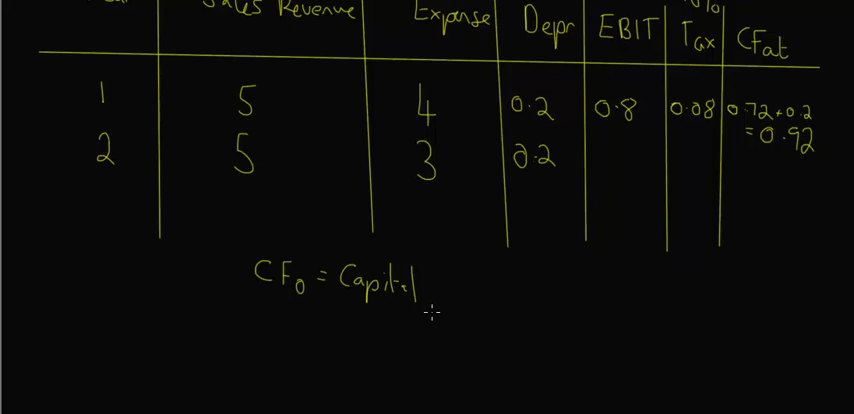 Sales Revenue Expense Depr EBIT Tax CFat
1 5 4 0.2 0.8 0.08 0.72+0.2
= 0.92
2 5 3 0.2
CF0 = Capital